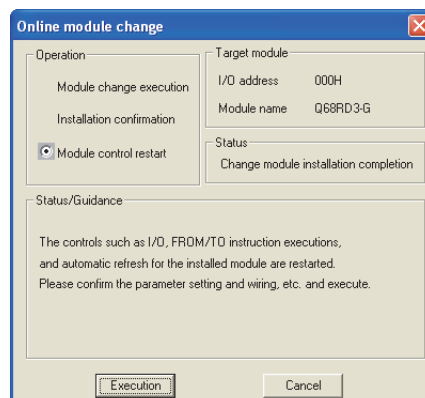 Online module change
Operation
Module change execution
Installation confirmation
Module control restart
Target module
I/O address 000H
Module name Q68RD3-G
Status
Change module installation completion
Status/Guidance
The controls such as I/O, FROM/TO instruction executions,
and automatic refresh for the installed module are restarted.
Please confirm the parameter setting and wiring, etc. and execute.
Execution
Cancel